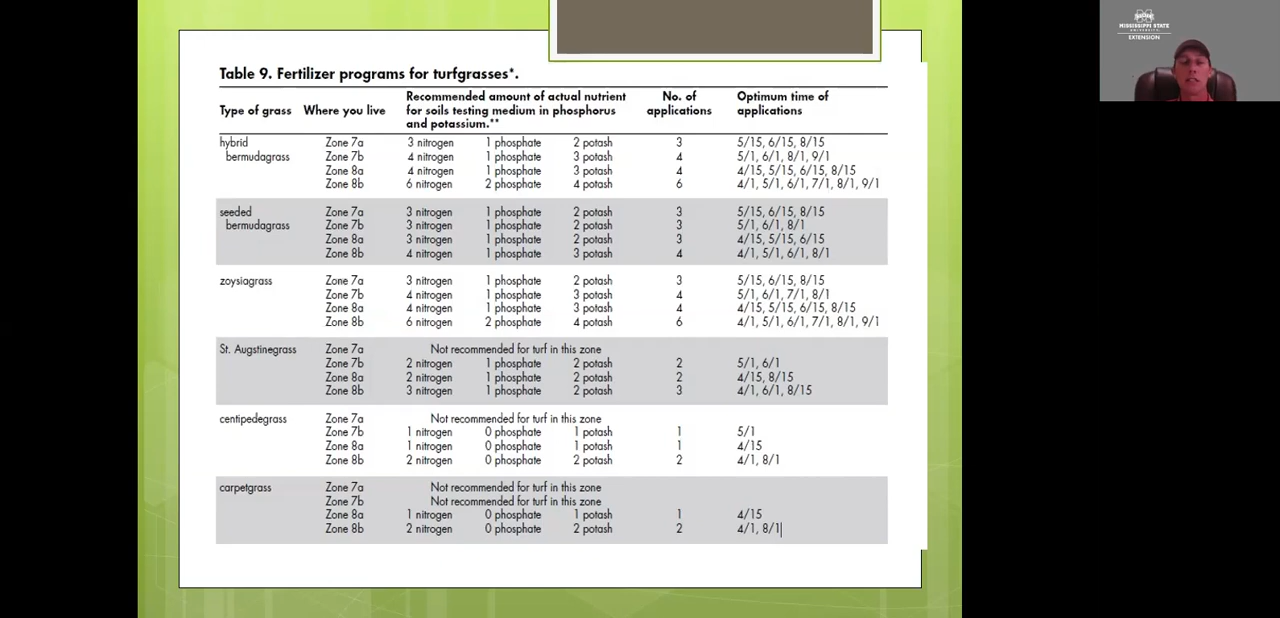 Table 9. Fertilizer programs for turfgrasses*.
Type of grass Where you live Recommended amount of actual nutrient for soils testing medium in phosphorus and potassium.** No. of applications Optimum time of applications
hybrid Zone 7a 3 nitrogen 1 phosphate 2 potash 3 5/15, 6/15, 8/15
bermudagrass Zone 7b 4 nitrogen 1 phosphate 3 potash 4 5/1, 6/1, 8/1, 9/1
Zone 8a 4 nitrogen 1 phosphate 3 potash 4 4/15, 5/15, 6/15, 8/15
Zone 8b 6 nitrogen 2 phosphate 4 potash 6 4/1, 5/1, 6/1, 7/1, 8/1, 9/1
seeded Zone 7a 3 nitrogen 1 phosphate 2 potash 3 5/15, 6/15, 8/15
bermudagrass Zone 7b 3 nitrogen 1 phosphate 2 potash 3 5/1, 6/1, 8/1
Zone 8a 3 nitrogen 1 phosphate 2 potash 3 4/15, 5/15, 6/15
Zone 8b 4 nitrogen 1 phosphate 3 potash 4 4/1, 5/1, 6/1, 8/1
zoysiagrass Zone 7a 3 nitrogen 1 phosphate 2 potash 3 5/15, 6/15, 8/15
Zone 7b 4 nitrogen 1 phosphate 3 potash 4 5/1, 6/1, 7/1, 8/1
Zone 8a 4 nitrogen 1 phosphate 3 potash 4 4/15, 5/15, 6/15, 8/15
Zone 8b 6 nitrogen 2 phosphate 4 potash 6 4/1, 5/1, 6/1, 7/1, 8/1, 9/1
St. Augstinegrass Zone 7a Not recommended for turf in this zone
Zone 7b 2 nitrogen 1 phosphate 2 potash 2 5/1, 6/1
Zone 8a 2 nitrogen 1 phosphate 2 potash 2 4/15, 8/15
Zone 8b 3 nitrogen 1 phosphate 2 potash 3 4/1, 6/1, 8/15
centipedegrass Zone 7a Not recommended for turf in this zone
Zone 7b 1 nitrogen 0 phosphate 1 potash 1 5/1
Zone 8a 1 nitrogen 0 phosphate 1 potash 1 4/15
Zone 8b 2 nitrogen 0 phosphate 2 potash 2 4/1, 8/1
carpetgrass Zone 7a Not recommended for turf in this zone
Zone 7b Not recommended for turf in this zone
Zone 8a 1 nitrogen 0 phosphate 1 potash 1 4/15
Zone 8b 2 nitrogen 0 phosphate 2 potash 2 4/1, 8/1
MISSISSIPPI STATE
UNIVERSITY
EXTENSION